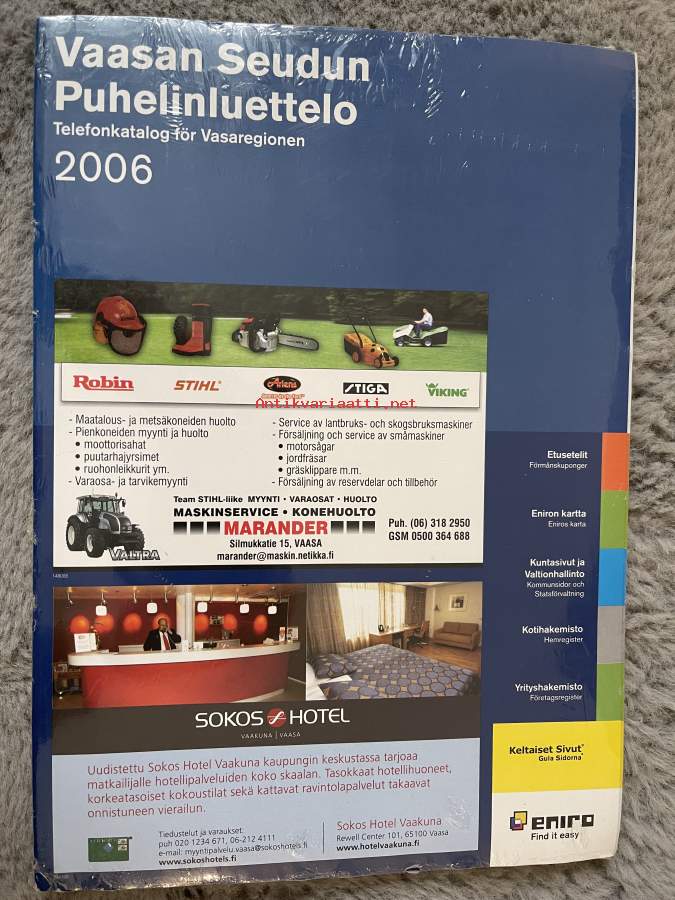 Vaasan Seudun
Puhelinluettelo
Telefonkatalog för Vasaregionen
2006
Robin
STIHL®
Ariens
STIGA
VIKING
Antikvariaatti.net
- Maatalous- ja metsäkoneiden huolto
- Pienkoneiden myynti ja huolto
• moottorisahat
• puutarhajyrsimet
• ruohonleikkurit ym.
- Varaosa- ja tarvikemyynti
- Service av lantbruks- och skogsbruksmaskiner
- Försäljning och service av småmaskiner
• motorsågar
• jordfräsar
• gräsklippare m.m.
- Försäljning av reservdelar och tillbehör
Team STIHL-liike MYYNTI • VARAOSAT • HUOLTO
MASKINSERVICE • KONEHUOLTO
MARANDER
Silmukkatie 15, VAASA
marander@maskin.netikka.fi
Puh. (06) 318 2950
GSM 0500 364 688
VALTRA
Etusetelit
Förmånskuponger
Eniron kartta
Eniros karta
Kuntasivut ja
Valtionhallinto
Kommunsidor och
Statsförvaltning
Kotihakemisto
Hemregister
Yrityshakemisto
Företagsregister
SOKOS HOTEL
VAAKUNA | VAASA
Uudistettu Sokos Hotel Vaakuna kaupungin keskustassa tarjoaa
matkailijalle hotellipalveluiden koko skaalan. Tasokkaat hotellihuoneet,
korkeatasoiset kokoustilat sekä kattavat ravintolapalvelut takaavat
onnistuneen vierailun.
Tiedustelut ja varaukset:
puh 020 1234 671, 06-212 4111
e-mail: myyntipalvelu.vaasa@sokoshotels.fi
www.sokoshotels.fi
Sokos Hotel Vaakuna
Rewell Center 101, 65100 Vaasa
www.hotelvaakuna.fi
Keltaiset Sivut®
Gula Sidorna®
eniro
Find it easy